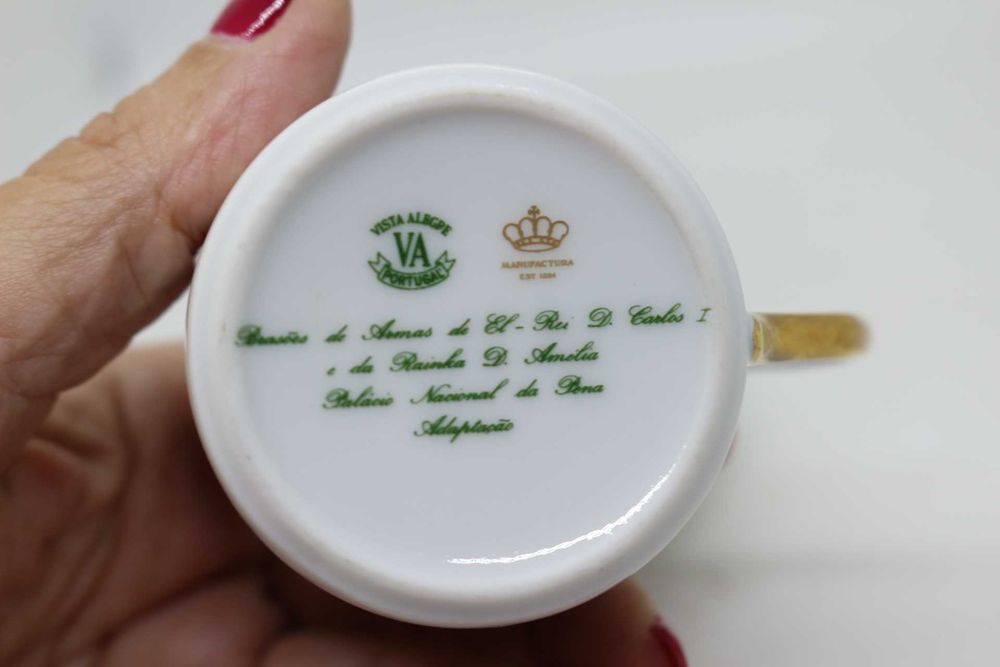 VISTA ALEGRE
VA
PORTUGAL
MANUFACTURA
EST 1884
Brasões de Armas de El-Rei D. Carlos I
e da Rainha D. Amélia
Palácio Nacional da Pena
Adaptação